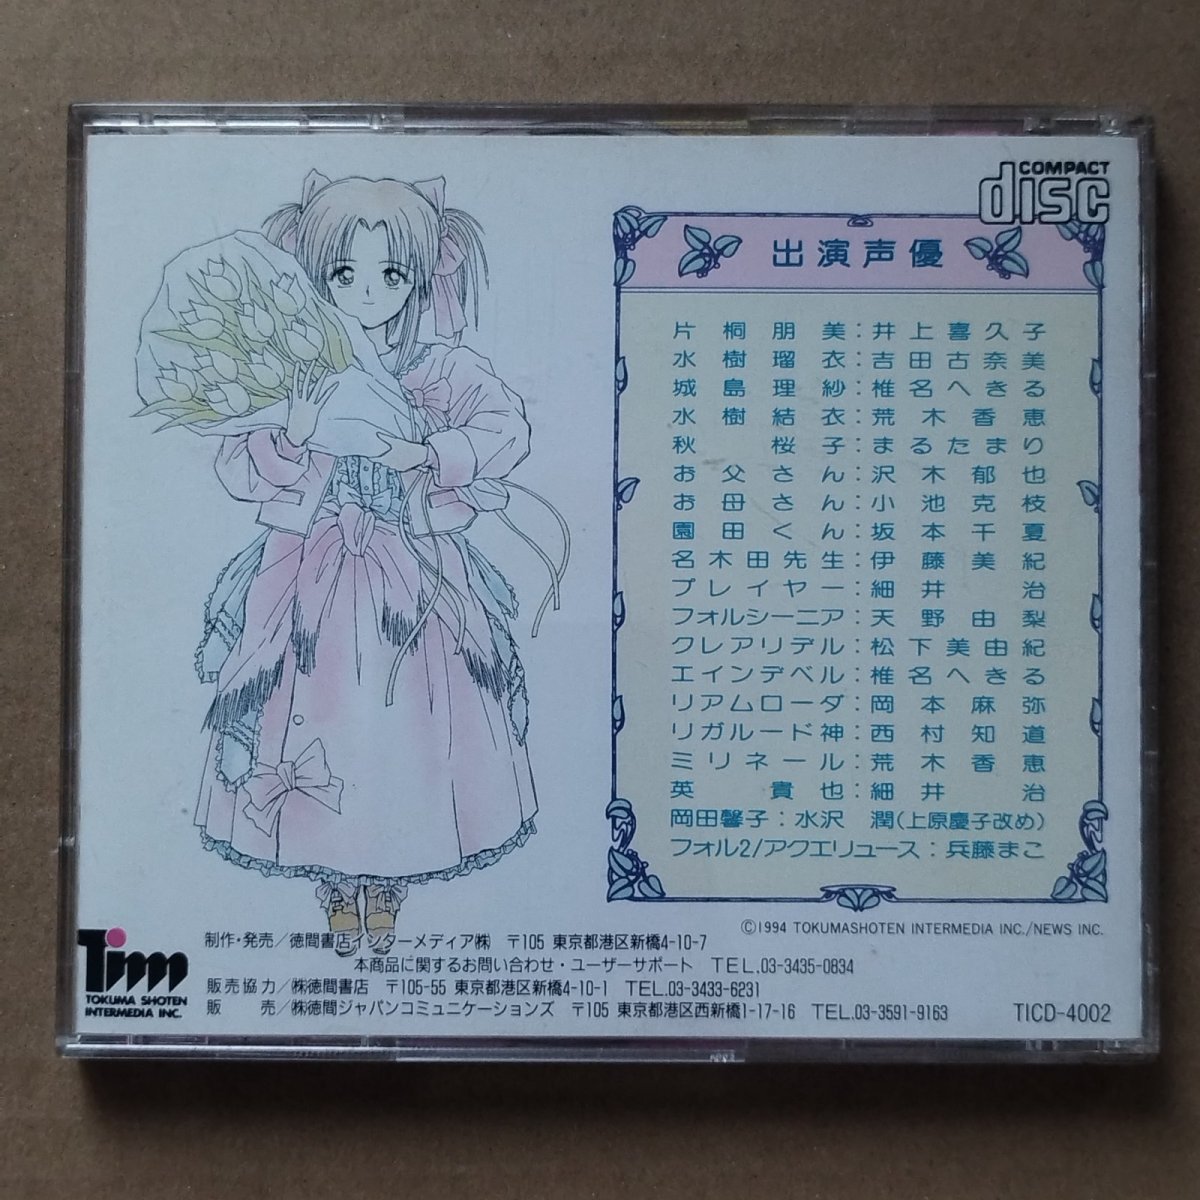 COMPACT
disc
出演声優
片桐朋美：井上喜久子
水樹瑠衣：吉田古奈美
城島理紗：椎名へきる
水樹結衣：荒木香恵
秋桜子：まるたまり
お父さん：沢木郁也
お母さん：小池克枝
園田くん：坂本千夏
名木田先生：伊藤美紀
プレイヤー：細井治
フォルシーニア：天野由梨
クレアリデル：松下美由紀
エインデベル：椎名へきる
リアムローダ：岡本麻弥
リガルード神：西村知道
ミリネール：荒木香恵
英貴也：細井治
岡田馨子：水沢潤(上原慶子改め)
フォル2/アクエリュース：兵藤まこ
©1994 TOKUMASHOTEN INTERMEDIA INC./NEWS INC.
Tim
TOKUMA SHOTEN
INTERMEDIA INC.
制作・発売／徳間書店インターメディア㈱ 〒105 東京都港区新橋4-10-7
本商品に関するお問い合わせ・ユーザーサポート TEL.03-3435-0834
販売協力／㈱徳間書店 〒105-55 東京都港区新橋4-10-1 TEL.03-3433-6231
販売／㈱徳間ジャパンコミュニケーションズ 〒105 東京都港区西新橋1-17-16 TEL.03-3591-9163
TICD-4002